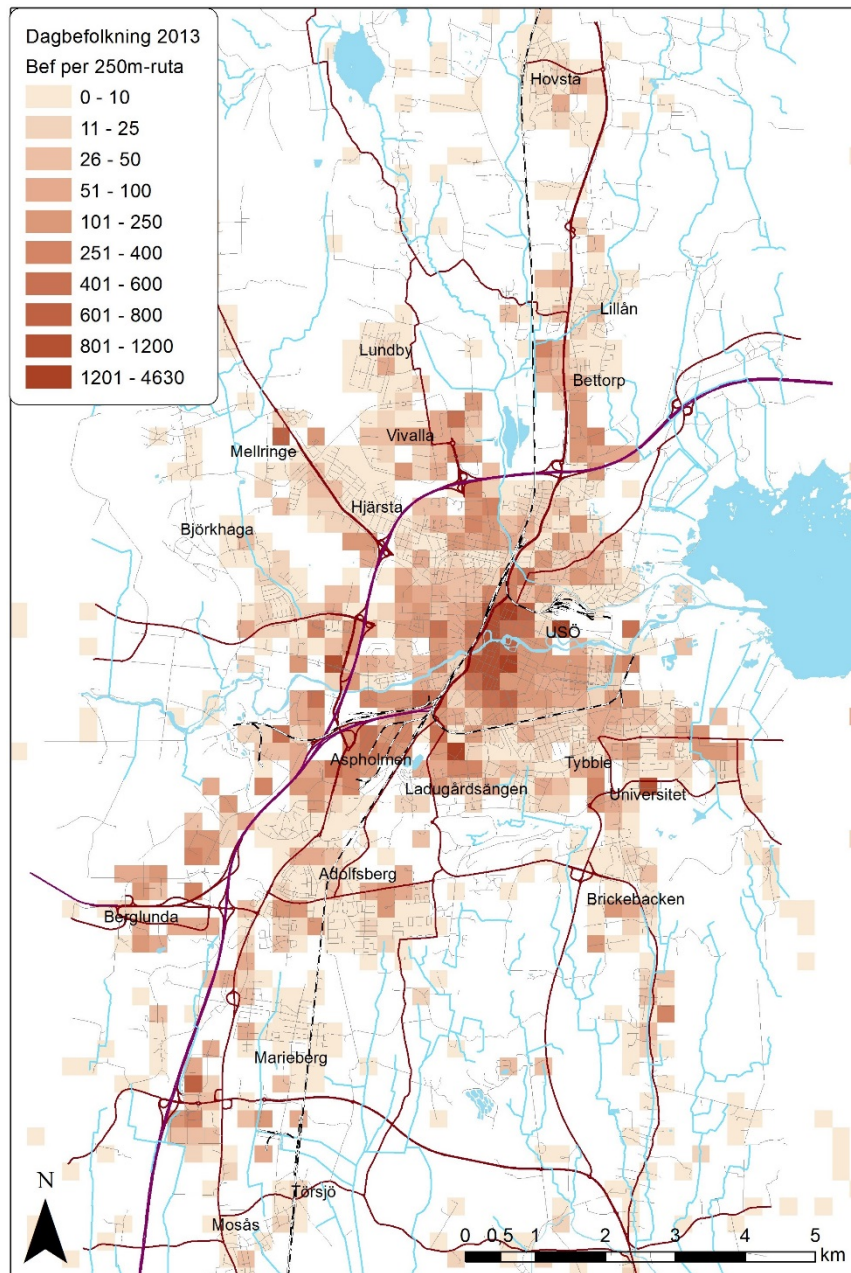 Dagbefolkning 2013
Bef per 250m-ruta
0 - 10
11 - 25
26 - 50
51 - 100
101 - 250
251 - 400
401 - 600
601 - 800
801 - 1200
1201 - 4630
Hovsta
Lillån
Lundby
Bettorp
Vivalla
Mellringe
Hjärsta
Björkhaga
USÖ
Aspholmen
Tybble
Ladugårdsängen
Universitet
Adolfsberg
Brickebacken
Berglunda
Marieberg
Törsjö
Mosås
N
0 0,5 1 2 3 4 5
km